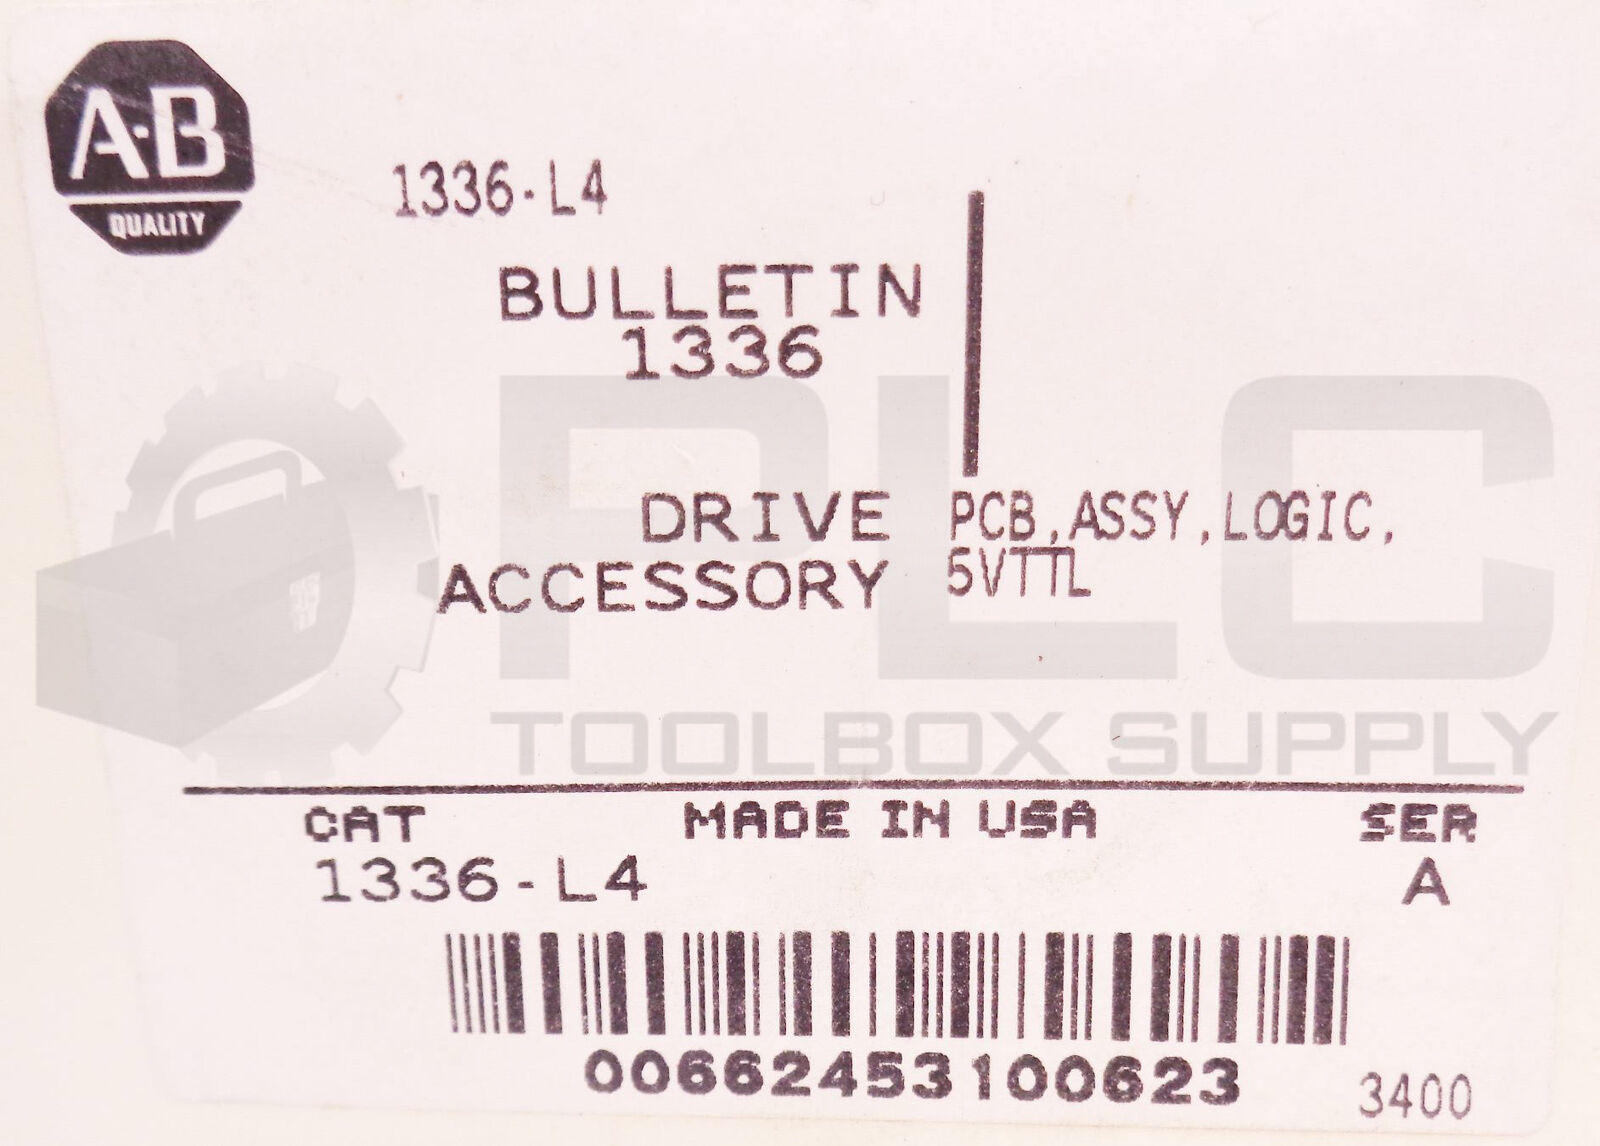 A-B
QUALITY
1336-L4
BULLETIN
1336
DRIVE PCB,ASSY,LOGIC,
ACCESSORY 5VTTL
PLC
TOOLBOX SUPPLY
CAT MADE IN USA SER
1336-L4 A
00662453100623
3400